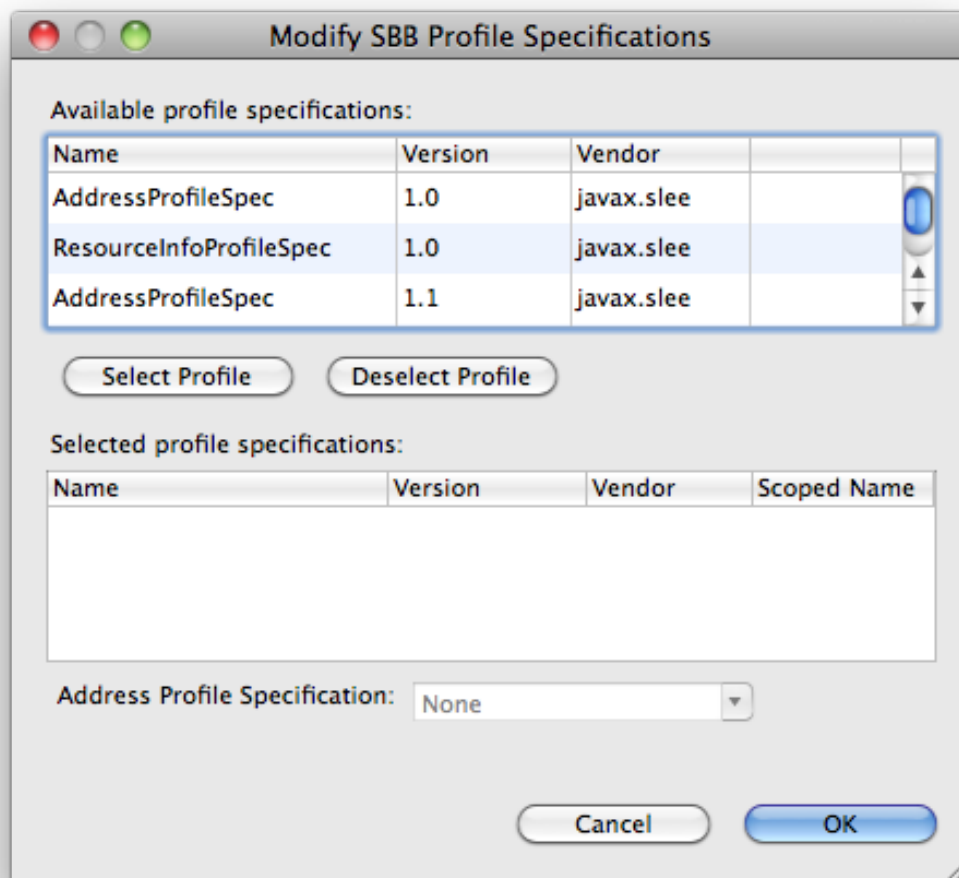 Modify SBB Profile Specifications
Available profile specifications:
Name Version Vendor
AddressProfileSpec 1.0 javax.slee
ResourceInfoProfileSpec 1.0 javax.slee
AddressProfileSpec 1.1 javax.slee
Select Profile Deselect Profile
Selected profile specifications:
Name Version Vendor Scoped Name
Address Profile Specification: None
Cancel OK